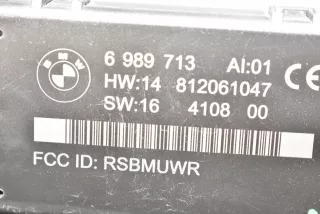 BMW
6 989 713 AI:01
HW:14 812061047
SW:16 4108 00
CE
FCC ID: RSBMUWR